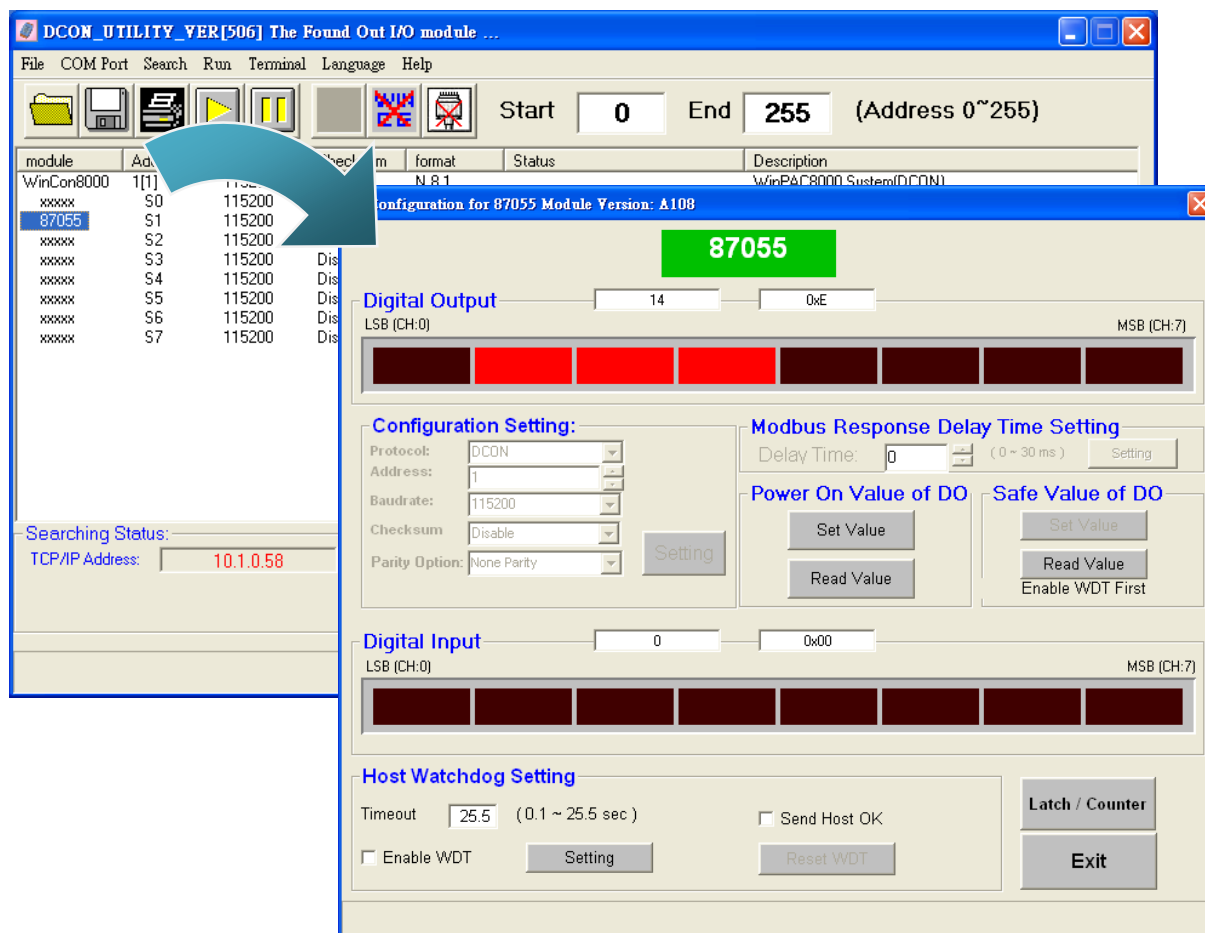 DCON_UTILITY_VER[506] The Found Out I/O module ...
File COM Port Search Run Terminal Language Help
Start 0 End 255 (Address 0~255)
module format Status Description
WinCon8000 1[1] N,8,1 WinPAC8000 System(DCON)
xxxxx S0 115200
87055 S1 115200
xxxxx S2 115200
xxxxx S3 115200 Dis
xxxxx S4 115200 Dis
xxxxx S5 115200 Dis
xxxxx S6 115200 Dis
xxxxx S7 115200 Dis
Searching Status:
TCP/IP Address: 10.1.0.58
Configuration for 87055 Module Version: A108
87055
Digital Output 14 0xE
LSB (CH:0) MSB (CH:7)
Configuration Setting:
Protocol: DCON
Address: 1
Baudrate: 115200
Checksum Disable
Parity Option: None Parity
Setting
Modbus Response Delay Time Setting
Delay Time: 0 ( 0 ~ 30 ms ) Setting
Power On Value of DO
Set Value
Read Value
Safe Value of DO
Set Value
Read Value
Enable WDT First
Digital Input 0 0x00
LSB (CH:0) MSB (CH:7)
Host Watchdog Setting
Timeout 25.5 ( 0.1 ~ 25.5 sec ) Send Host OK
Enable WDT Setting Reset WDT
Latch / Counter
Exit